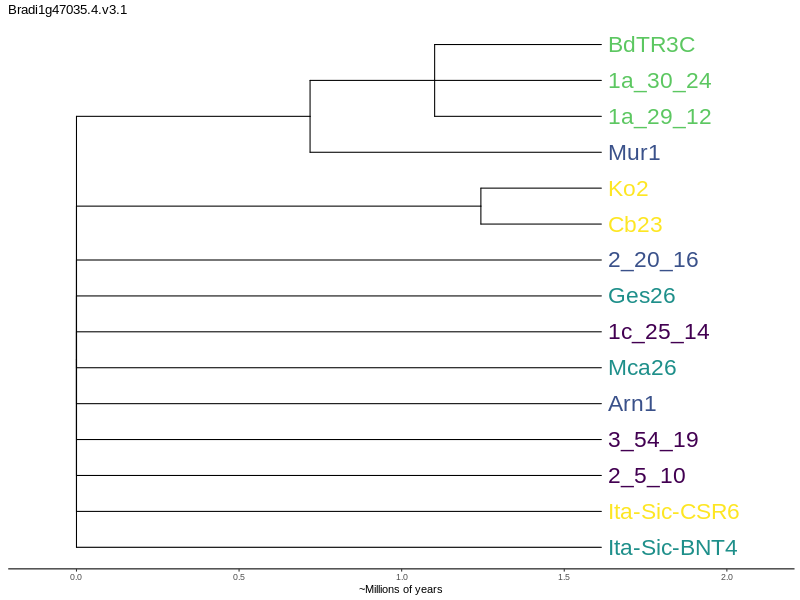 Bradi1g47035.4.v3.1
BdTR3C
1a_30_24
1a_29_12
Mur1
Ko2
Cb23
2_20_16
Ges26
1c_25_14
Mca26
Arn1
3_54_19
2_5_10
Ita-Sic-CSR6
Ita-Sic-BNT4
0.0 0.5 1.0 1.5 2.0
~Millions of years